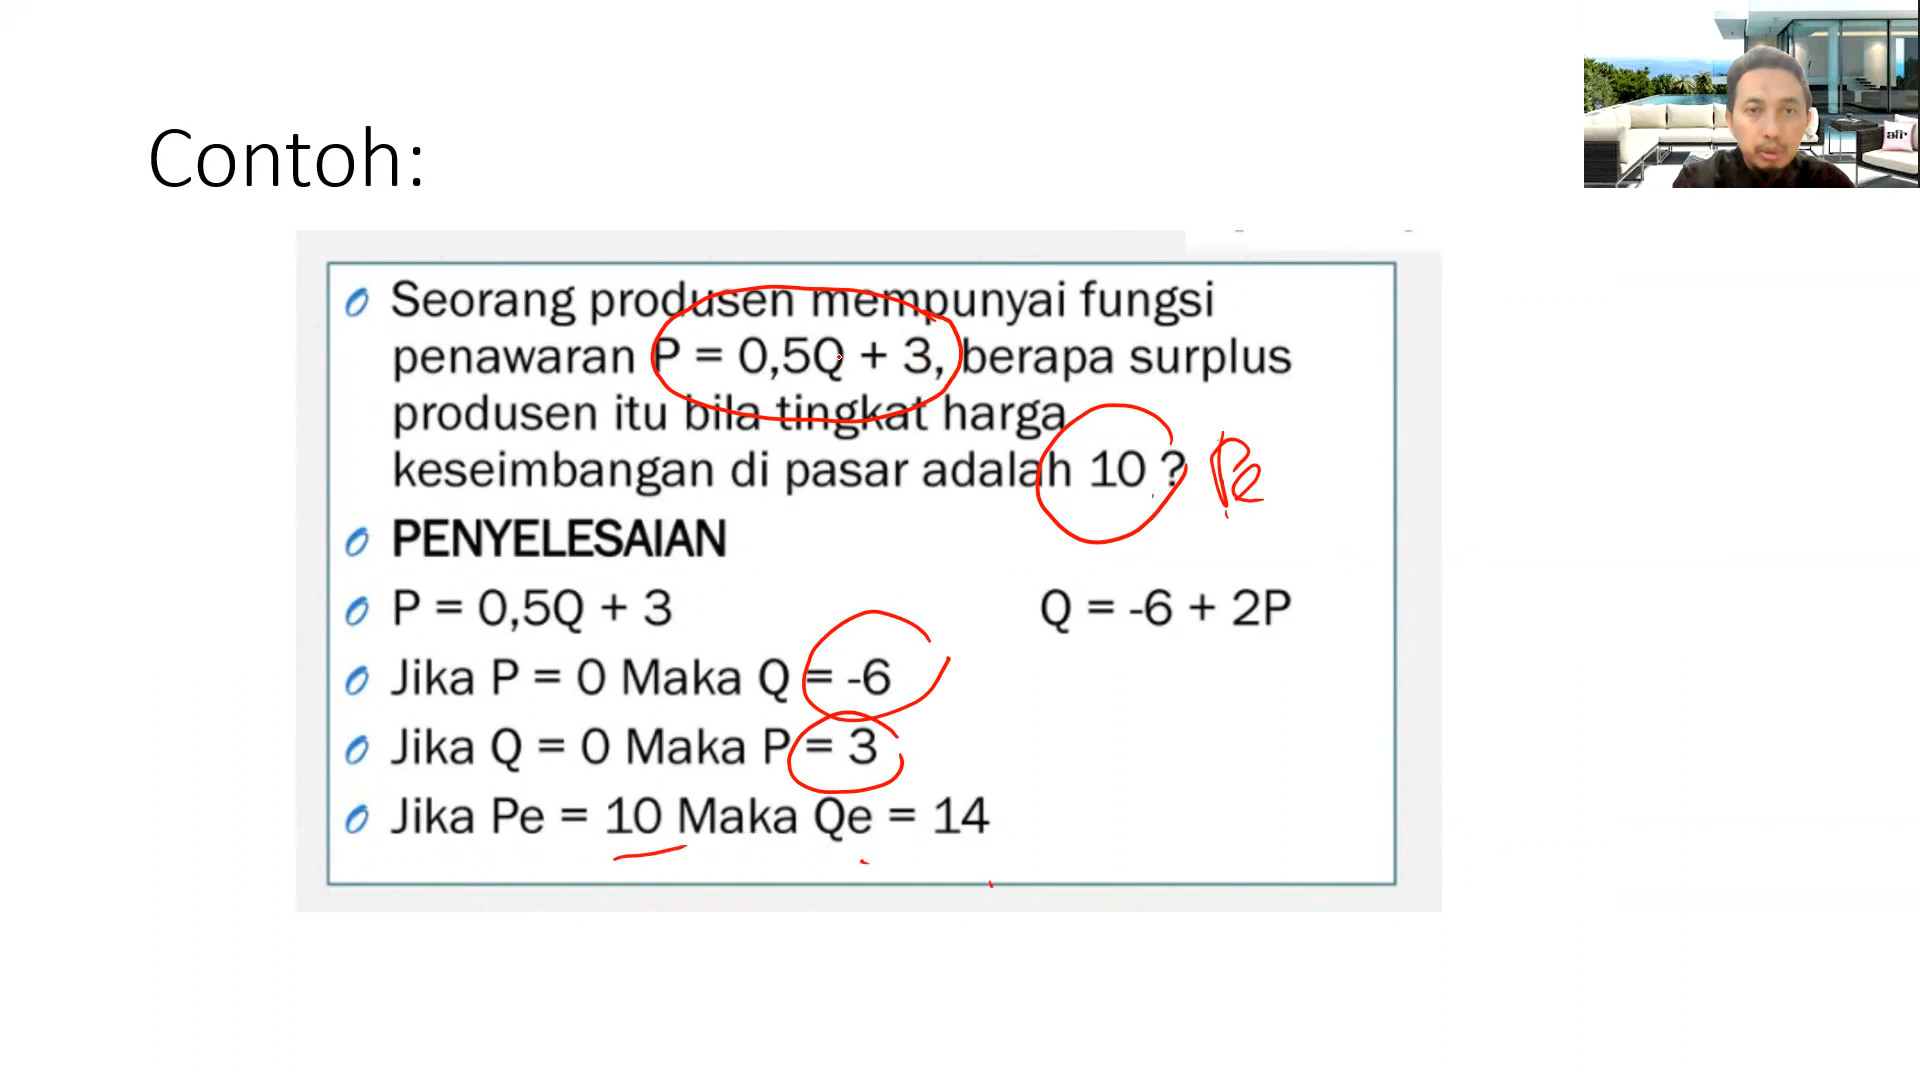 Contoh:
Seorang produsen mempunyai fungsi
penawaran P = 0,5Q + 3, berapa surplus
produsen itu bila tingkat harga
keseimbangan di pasar adalah 10 ? Pe
PENYELESAIAN
P = 0,5Q + 3 Q = -6 + 2P
Jika P = 0 Maka Q = -6
Jika Q = 0 Maka P = 3
Jika Pe = 10 Maka Qe = 14